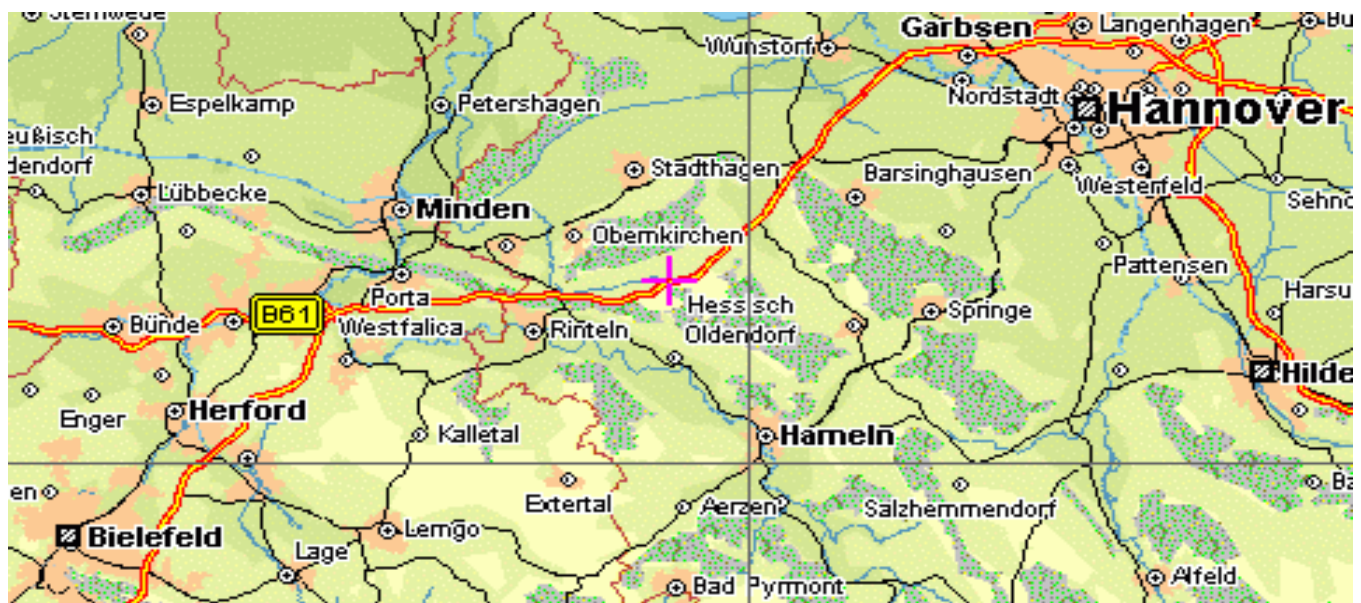 Sternwede
Garbsen
Langenhagen
Bu
Wunstorf
Espelkamp
Petershagen
Nordstadt
Hannover
eußisch
dendorf
Stadthagen
Barsinghausen
Westerfeld
Sehnd
Lübbecke
Minden
Obernkirchen
Pattensen
Porta
Westfalica
Hessisch
Oldendorf
Harsu
B61
Bünde
Rinteln
Springe
Hilde
Enger
Herford
Kalletal
Hameln
en
Extertal
Aerzen
Salzhemmendorf
Ba
Bielefeld
Lemgo
Lage
Bad Pyrmont
Alfeld